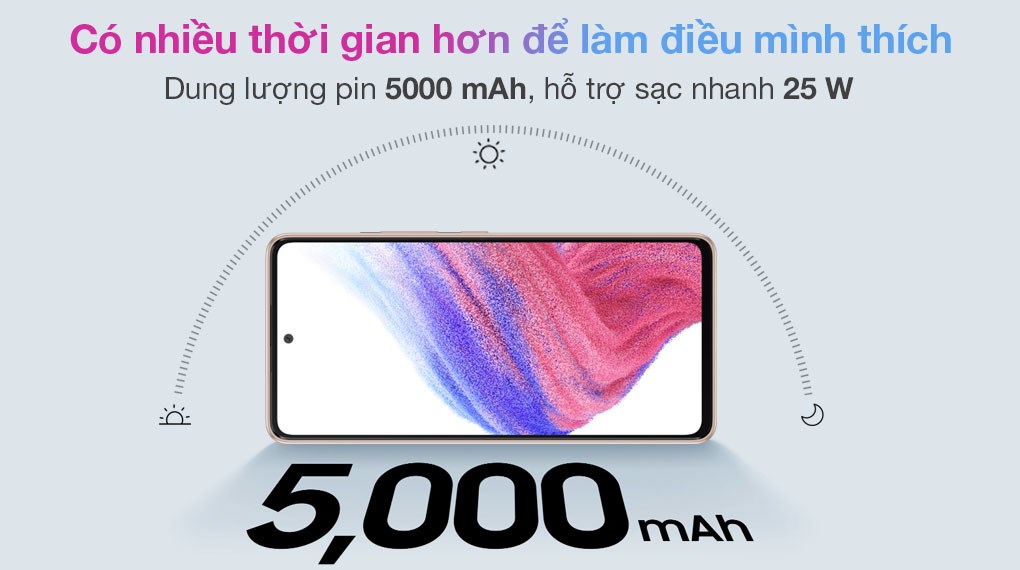 Có nhiều thời gian hơn để làm điều mình thích
Dung lượng pin 5000 mAh, hỗ trợ sạc nhanh 25 W
5,000 mAh